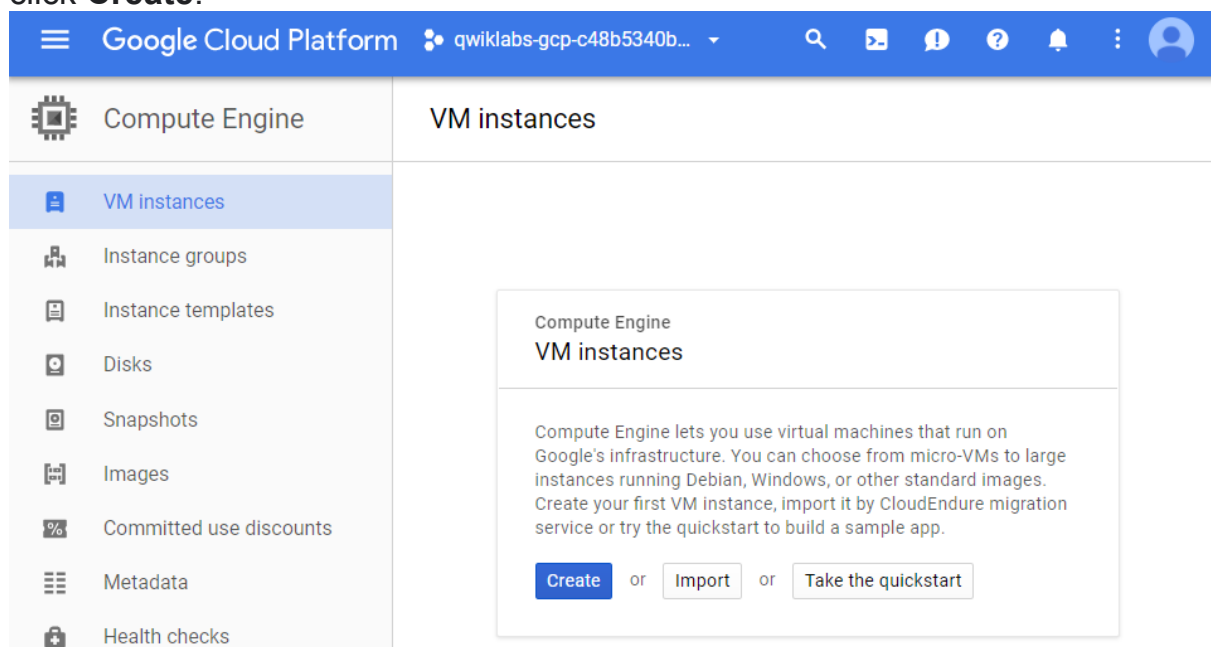 click Create.
Google Cloud Platform qwiklabs-gcp-c48b5340b...
Compute Engine
VM instances
VM instances
Instance groups
Instance templates
Disks
Snapshots
Images
Committed use discounts
Metadata
Health checks
Compute Engine
VM instances
Compute Engine lets you use virtual machines that run on
Google's infrastructure. You can choose from micro-VMs to large
instances running Debian, Windows, or other standard images.
Create your first VM instance, import it by CloudEndure migration
service or try the quickstart to build a sample app.
Create or Import or Take the quickstart